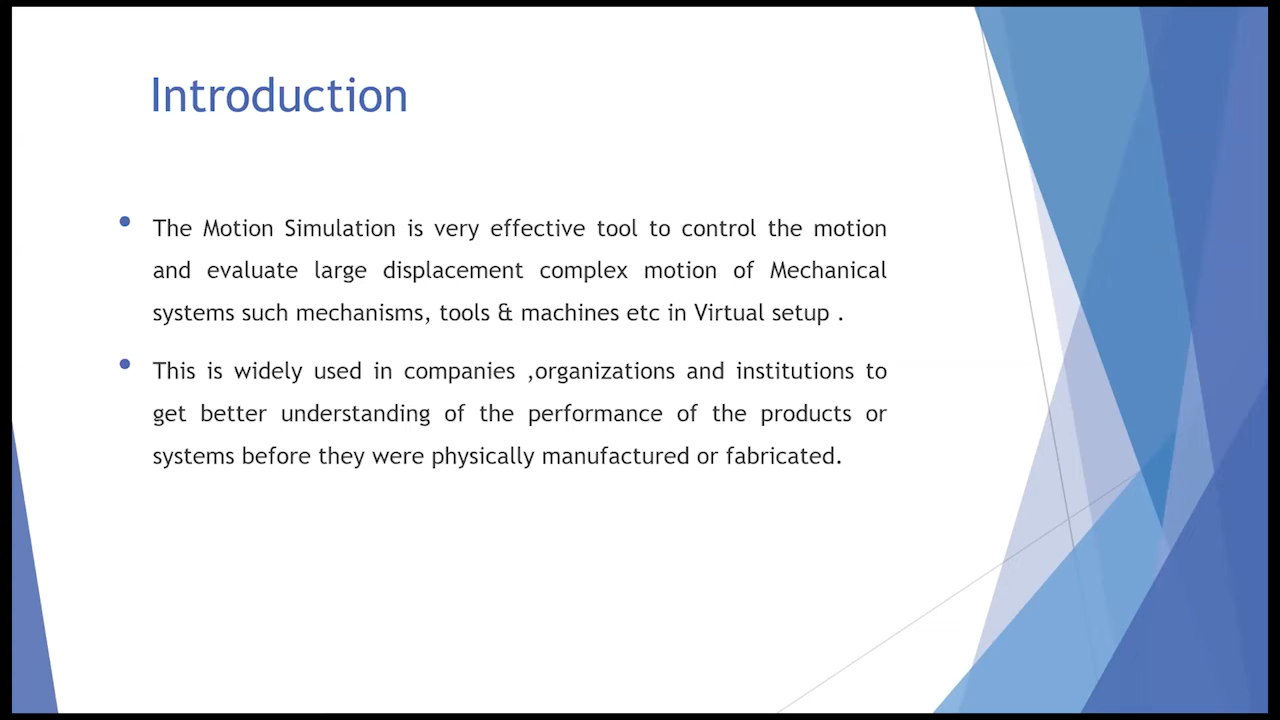 Introduction
• The Motion Simulation is very effective tool to control the motion
and evaluate large displacement complex motion of Mechanical
systems such mechanisms, tools & machines etc in Virtual setup .
• This is widely used in companies ,organizations and institutions to
get better understanding of the performance of the products or
systems before they were physically manufactured or fabricated.